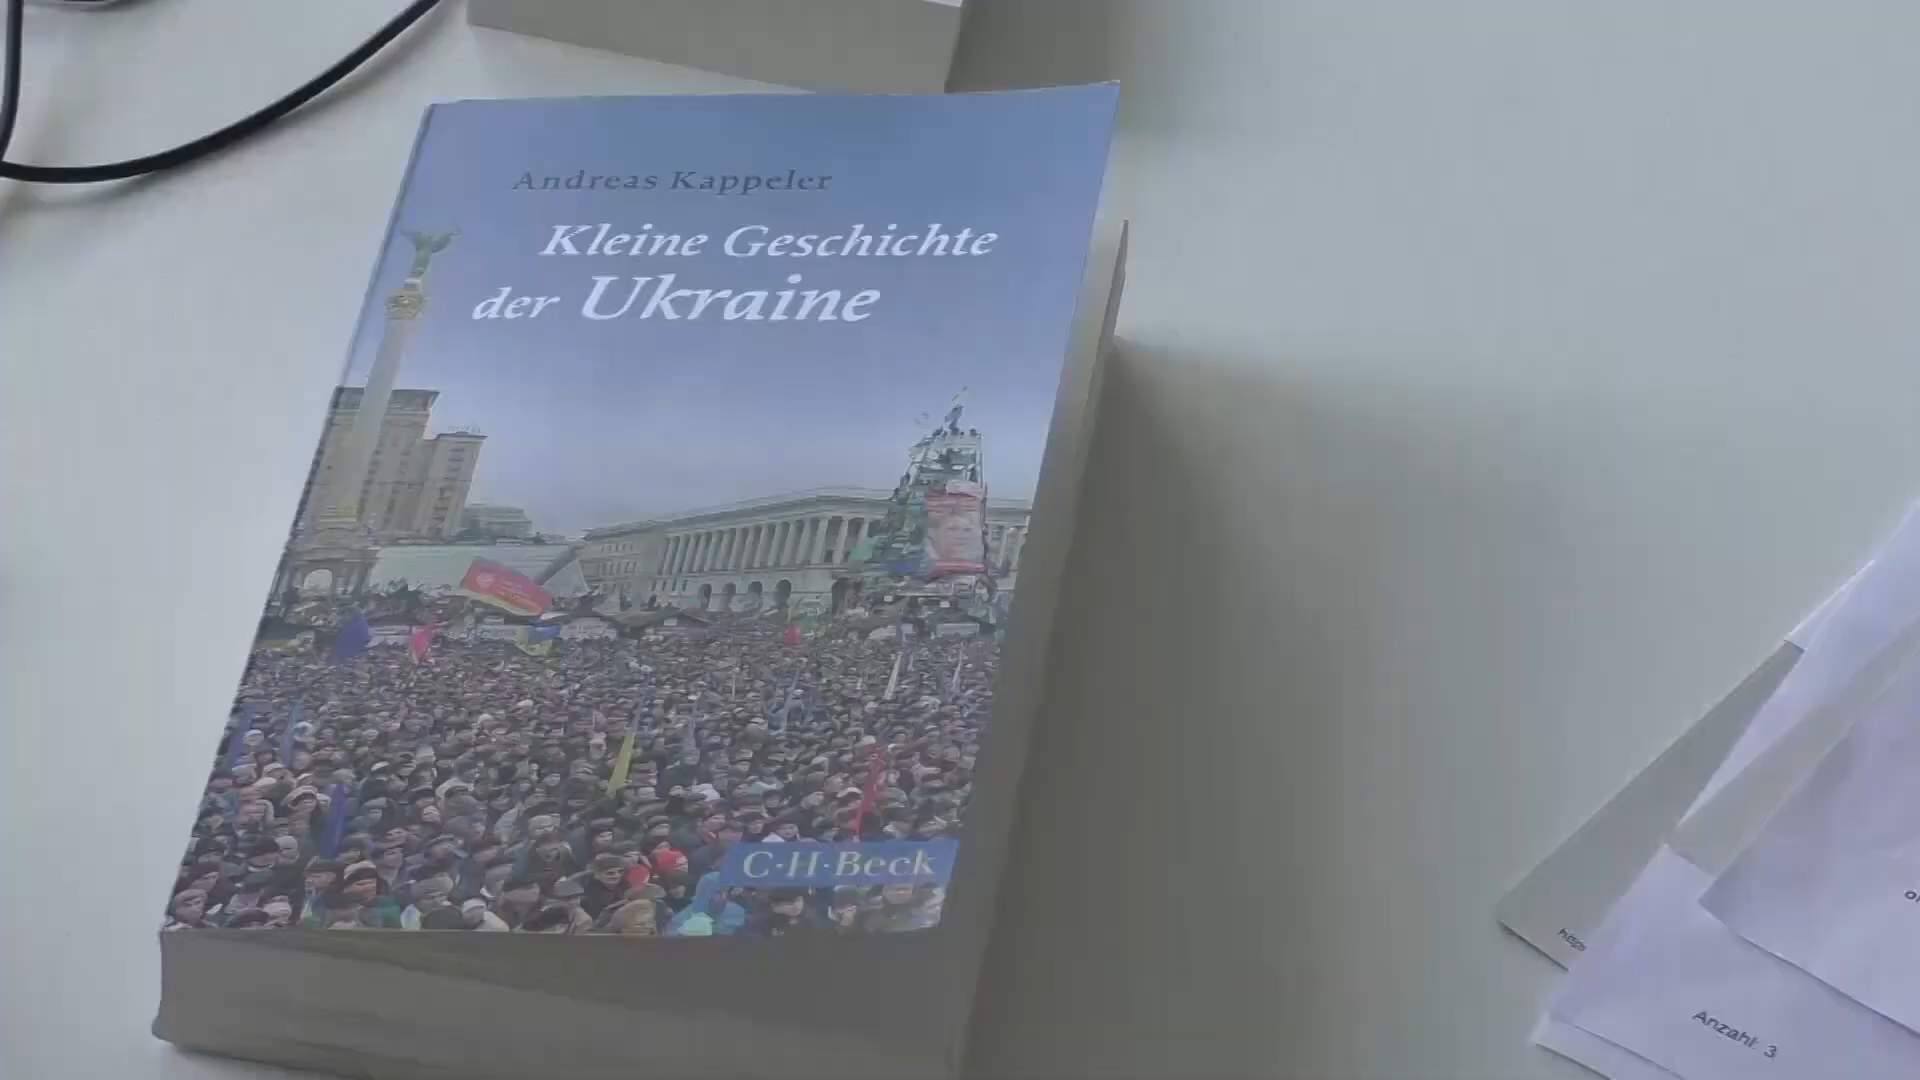 Andreas Kappeler
Kleine Geschichte
der Ukraine
C·H·Beck
Anzahl: 3